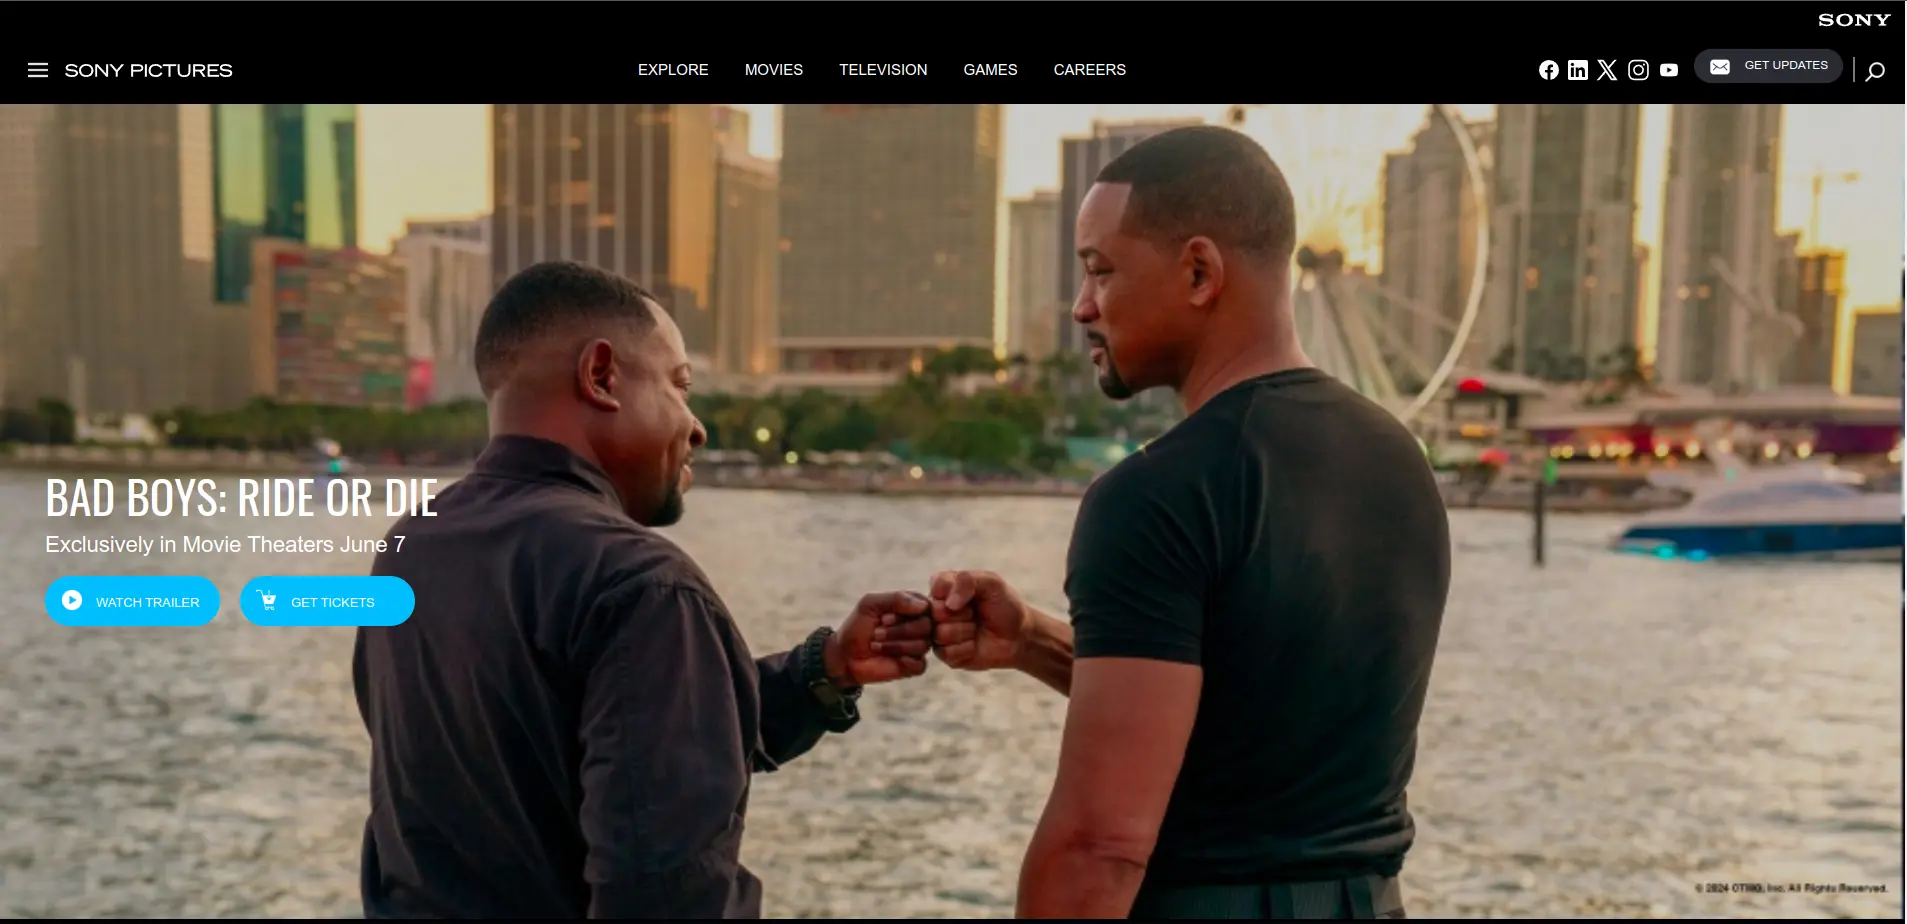 SONY
SONY PICTURES
EXPLORE
MOVIES
TELEVISION
GAMES
CAREERS
GET UPDATES
BAD BOYS: RIDE OR DIE
Exclusively in Movie Theaters June 7
WATCH TRAILER
GET TICKETS
© 2024 CTMG, Inc. All Rights Reserved.